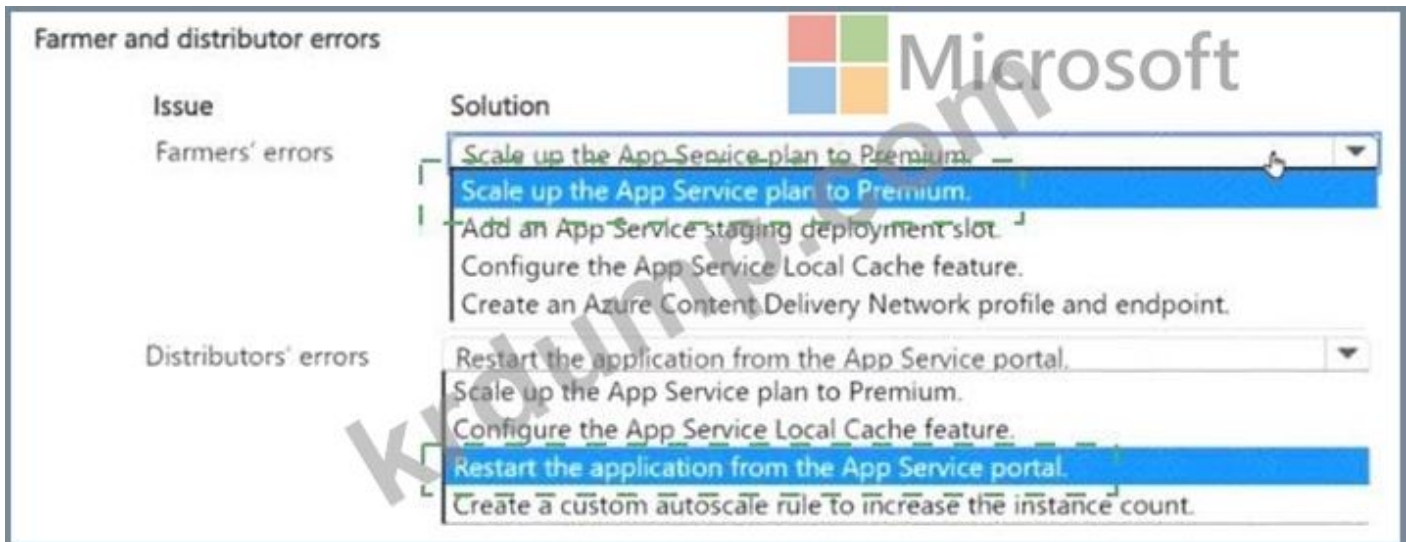 Farmer and distributor errors
Microsoft
Issue Solution
Farmers' errors Scale up the App Service plan to Premium.
Scale up the App Service plan to Premium.
Add an App Service staging deployment slot.
Configure the App Service Local Cache feature.
Create an Azure Content Delivery Network profile and endpoint.
Distributors' errors Restart the application from the App Service portal.
Scale up the App Service plan to Premium.
Configure the App Service Local Cache feature.
Restart the application from the App Service portal.
Create a custom autoscale rule to increase the instance count.
krdump.com